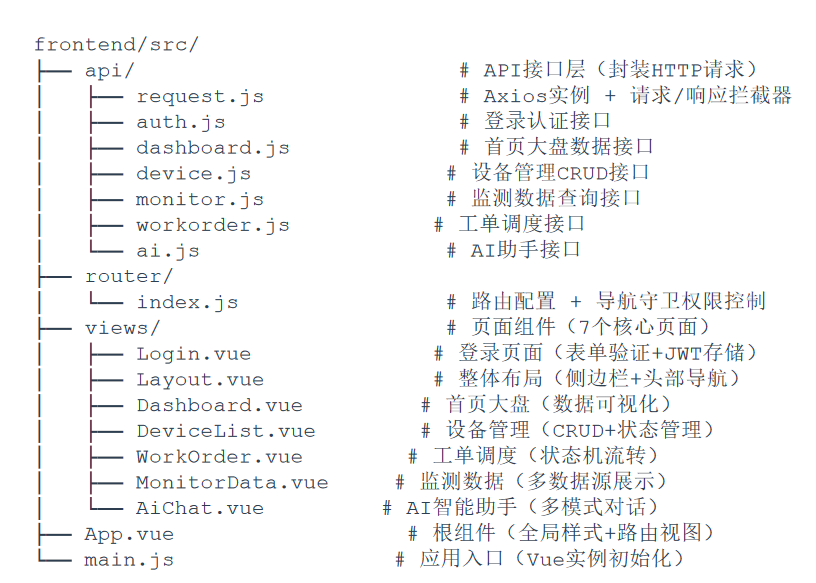 frontend/src/
├── api/                         # API接口层（封装HTTP请求）
│   ├── request.js               # Axios实例 + 请求/响应拦截器
│   ├── auth.js                  # 登录认证接口
│   ├── dashboard.js             # 首页大盘数据接口
│   ├── device.js               # 设备管理CRUD接口
│   ├── monitor.js              # 监测数据查询接口
│   ├── workorder.js           # 工单调度接口
│   └── ai.js                   # AI助手接口
├── router/
│   └── index.js                # 路由配置 + 导航守卫权限控制
├── views/                      # 页面组件（7个核心页面）
│   ├── Login.vue              # 登录页面（表单验证+JWT存储）
│   ├── Layout.vue             # 整体布局（侧边栏+头部导航）
│   ├── Dashboard.vue         # 首页大盘（数据可视化）
│   ├── DeviceList.vue        # 设备管理（CRUD+状态管理）
│   ├── WorkOrder.vue        # 工单调度（状态机流转）
│   ├── MonitorData.vue     # 监测数据（多数据源展示）
│   └── AiChat.vue         # AI智能助手（多模式对话）
├── App.vue                  # 根组件（全局样式+路由视图）
└── main.js                 # 应用入口（Vue实例初始化）